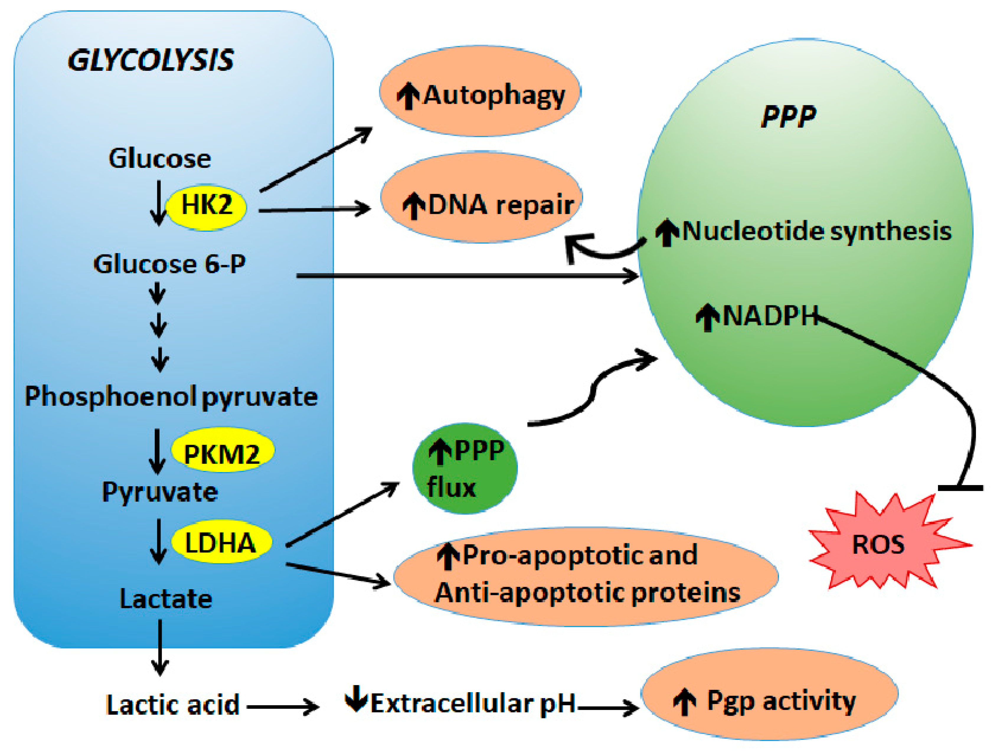 GLYCOLYSIS
Glucose
HK2
Glucose 6-P
Phosphoenol pyruvate
PKM2
Pyruvate
LDHA
Lactate
Lactic acid
↓Extracellular pH
↑ Pgp activity
↑Autophagy
↑DNA repair
PPP
↑Nucleotide synthesis
↑NADPH
↑PPP
flux
↑Pro-apoptotic and
Anti-apoptotic proteins
ROS